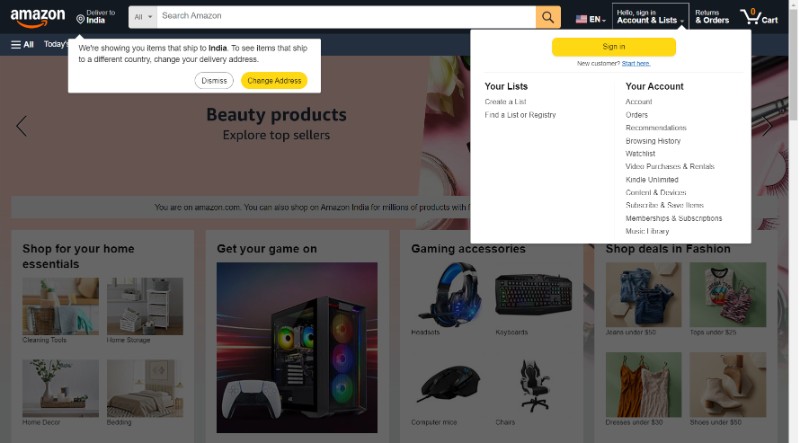 amazon
Deliver to
India
All
Search Amazon
EN
Hello, sign in
Account & Lists
Returns
& Orders
0
Cart
All
Today's
We're showing you items that ship to India. To see items that ship
to a different country, change your delivery address.
Dismiss
Change Address
Sign in
New customer? Start here.
Your Lists
Create a List
Find a List or Registry
Your Account
Account
Orders
Recommendations
Browsing History
Watchlist
Video Purchases & Rentals
Kindle Unlimited
Content & Devices
Subscribe & Save Items
Memberships & Subscriptions
Music Library
Beauty products
Explore top sellers
You are on amazon.com. You can also shop on Amazon India for millions of products with
Shop for your home
essentials
Cleaning Tools
Home Storage
Home Decor
Bedding
Get your game on
Gaming accessories
Headsets
Keyboards
Computer mice
Chairs
Shop deals in Fashion
Jeans under $50
Tops under $25
Dresses under $30
Shoes under $50